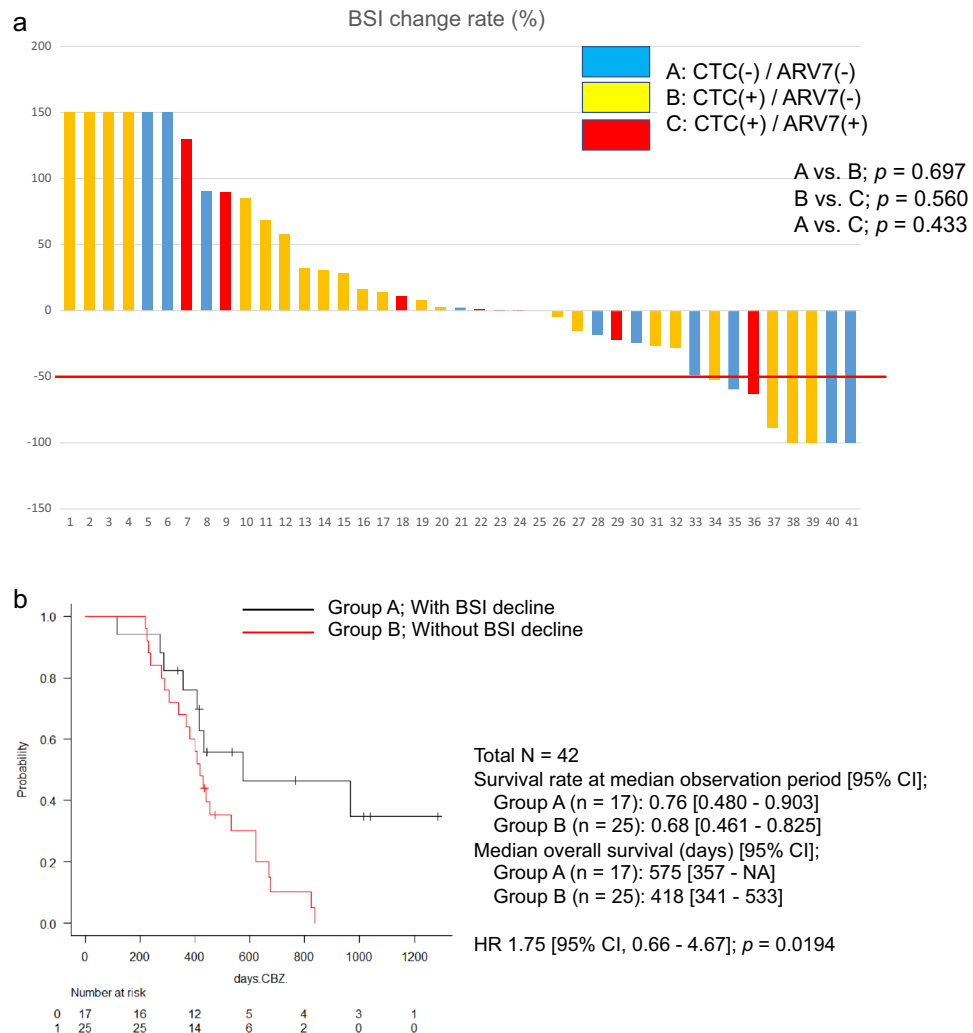 a
BSI change rate (%)
200
150
100
50
0
-50
-100
-150
A: CTC(-) / ARV7(-)
B: CTC(+) / ARV7(-)
C: CTC(+) / ARV7(+)
A vs. B; p = 0.697
B vs. C; p = 0.560
A vs. C; p = 0.433
1 2 3 4 5 6 7 8 9 10 11 12 13 14 15 16 17 18 19 20 21 22 23 24 25 26 27 28 29 30 31 32 33 34 35 36 37 38 39 40 41
b
Group A; With BSI decline
Group B; Without BSI decline
Probability
1.0
0.8
0.6
0.4
0.2
0.0
0 200 400 600 800 1000 1200
days.CBZ.
Number at risk
0 17 16 12 5 4 3 1
1 25 25 14 6 2 0 0
Total N = 42
Survival rate at median observation period [95% CI];
Group A (n = 17): 0.76 [0.480 - 0.903]
Group B (n = 25): 0.68 [0.461 - 0.825]
Median overall survival (days) [95% CI];
Group A (n = 17): 575 [357 - NA]
Group B (n = 25): 418 [341 - 533]
HR 1.75 [95% CI, 0.66 - 4.67]; p = 0.0194